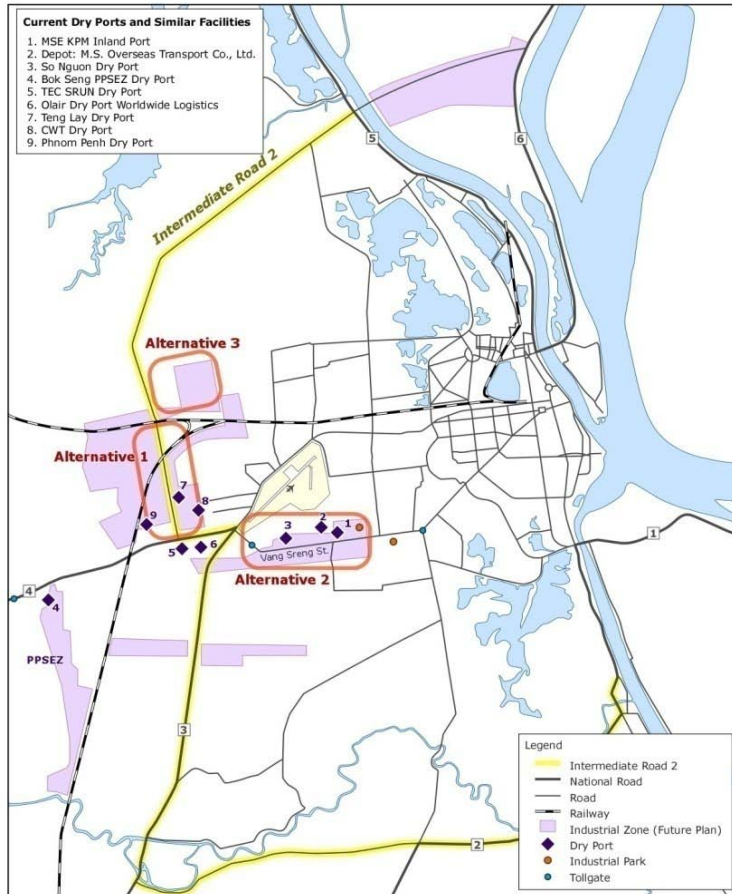 Current Dry Ports and Similar Facilities
1. MSE KPM Inland Port
2. Depot: M.S. Overseas Transport Co., Ltd.
3. So Nguon Dry Port
4. Bok Seng PPSEZ Dry Port
5. TEC SRUN Dry Port
6. Olair Dry Port Worldwide Logistics
7. Teng Lay Dry Port
8. CWT Dry Port
9. Phnom Penh Dry Port
5
6
Intermediate Road 2
Alternative 3
Alternative 1
7
8
9
2
1
3
1
5
6
Vang Sreng St.
Alternative 2
4
4
PPSEZ
3
2
Legend
Intermediate Road 2
National Road
Road
Railway
Industrial Zone (Future Plan)
Dry Port
Industrial Park
Tollgate